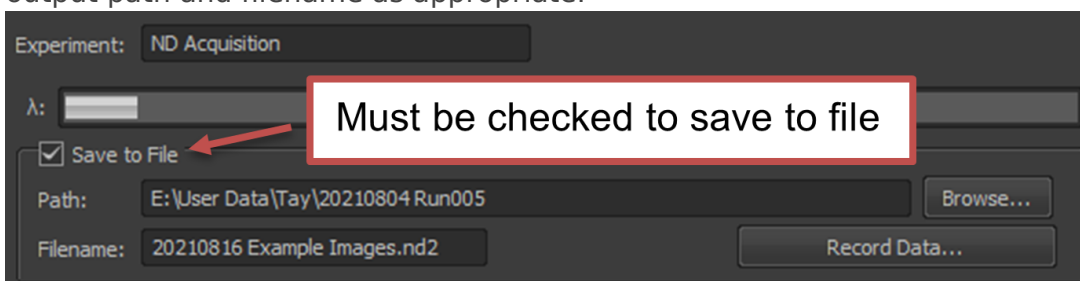 output path and filename as appropriate.
Experiment: ND Acquisition
λ:
Must be checked to save to file
Save to File
Path: E:\User Data\Tay\20210804 Run005 Browse...
Filename: 20210816 Example Images.nd2 Record Data...